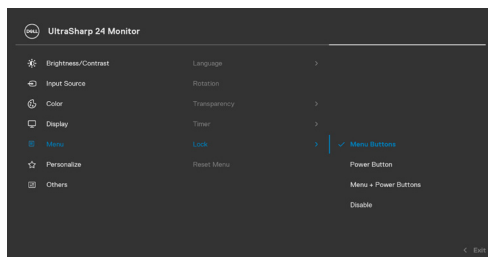 DELL UltraSharp 24 Monitor
Brightness/Contrast
Input Source
Color
Display
Menu
Personalize
Others
Language
Rotation
Transparency
Timer
Lock
Reset Menu
Menu Buttons
Power Button
Menu + Power Buttons
Disable
Exit